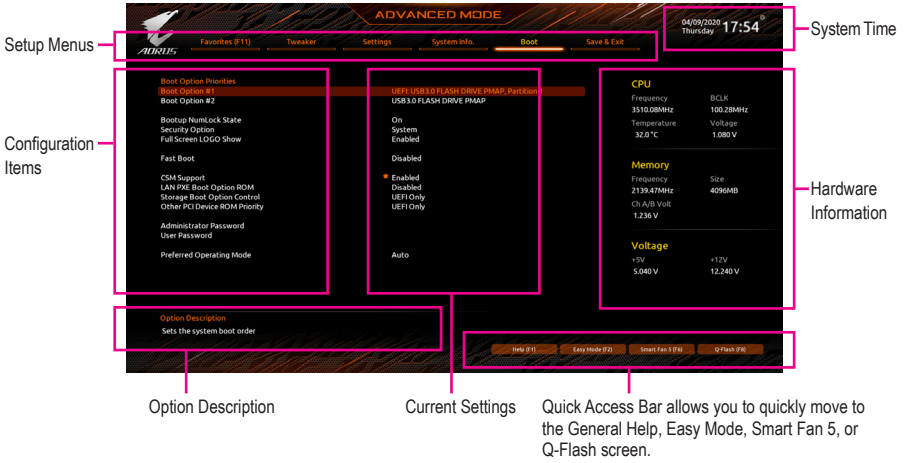 ADVANCED MODE
04/09/2020
Thursday
17:54
System Time
Setup Menus
AORUS
Favorites (F11) Tweaker Settings System Info. Boot Save & Exit
Boot Option Priorities
Boot Option #1 UEFI: USB3.0 FLASH DRIVE PMAP, Partition 1
Boot Option #2 USB3.0 FLASH DRIVE PMAP
Bootup NumLock State On
Security Option System
Full Screen LOGO Show Enabled
Fast Boot Disabled
CSM Support Enabled
LAN PXE Boot Option ROM Disabled
Storage Boot Option Control UEFI Only
Other PCI Device ROM Priority UEFI Only
Administrator Password
User Password
Preferred Operating Mode Auto
Configuration
Items
CPU
Frequency BCLK
3510.08MHz 100.28MHz
Temperature Voltage
32.0 °C 1.080 V
Memory
Frequency Size
2139.47MHz 4096MB
Ch A/B Volt
1.236 V
Voltage
+5V +12V
5.040 V 12.240 V
Hardware
Information
Option Description
Sets the system boot order
Help (F1) Easy Mode (F2) Smart Fan 5 (F6) Q-Flash (F8)
Option Description
Current Settings
Quick Access Bar allows you to quickly move to
the General Help, Easy Mode, Smart Fan 5, or
Q-Flash screen.